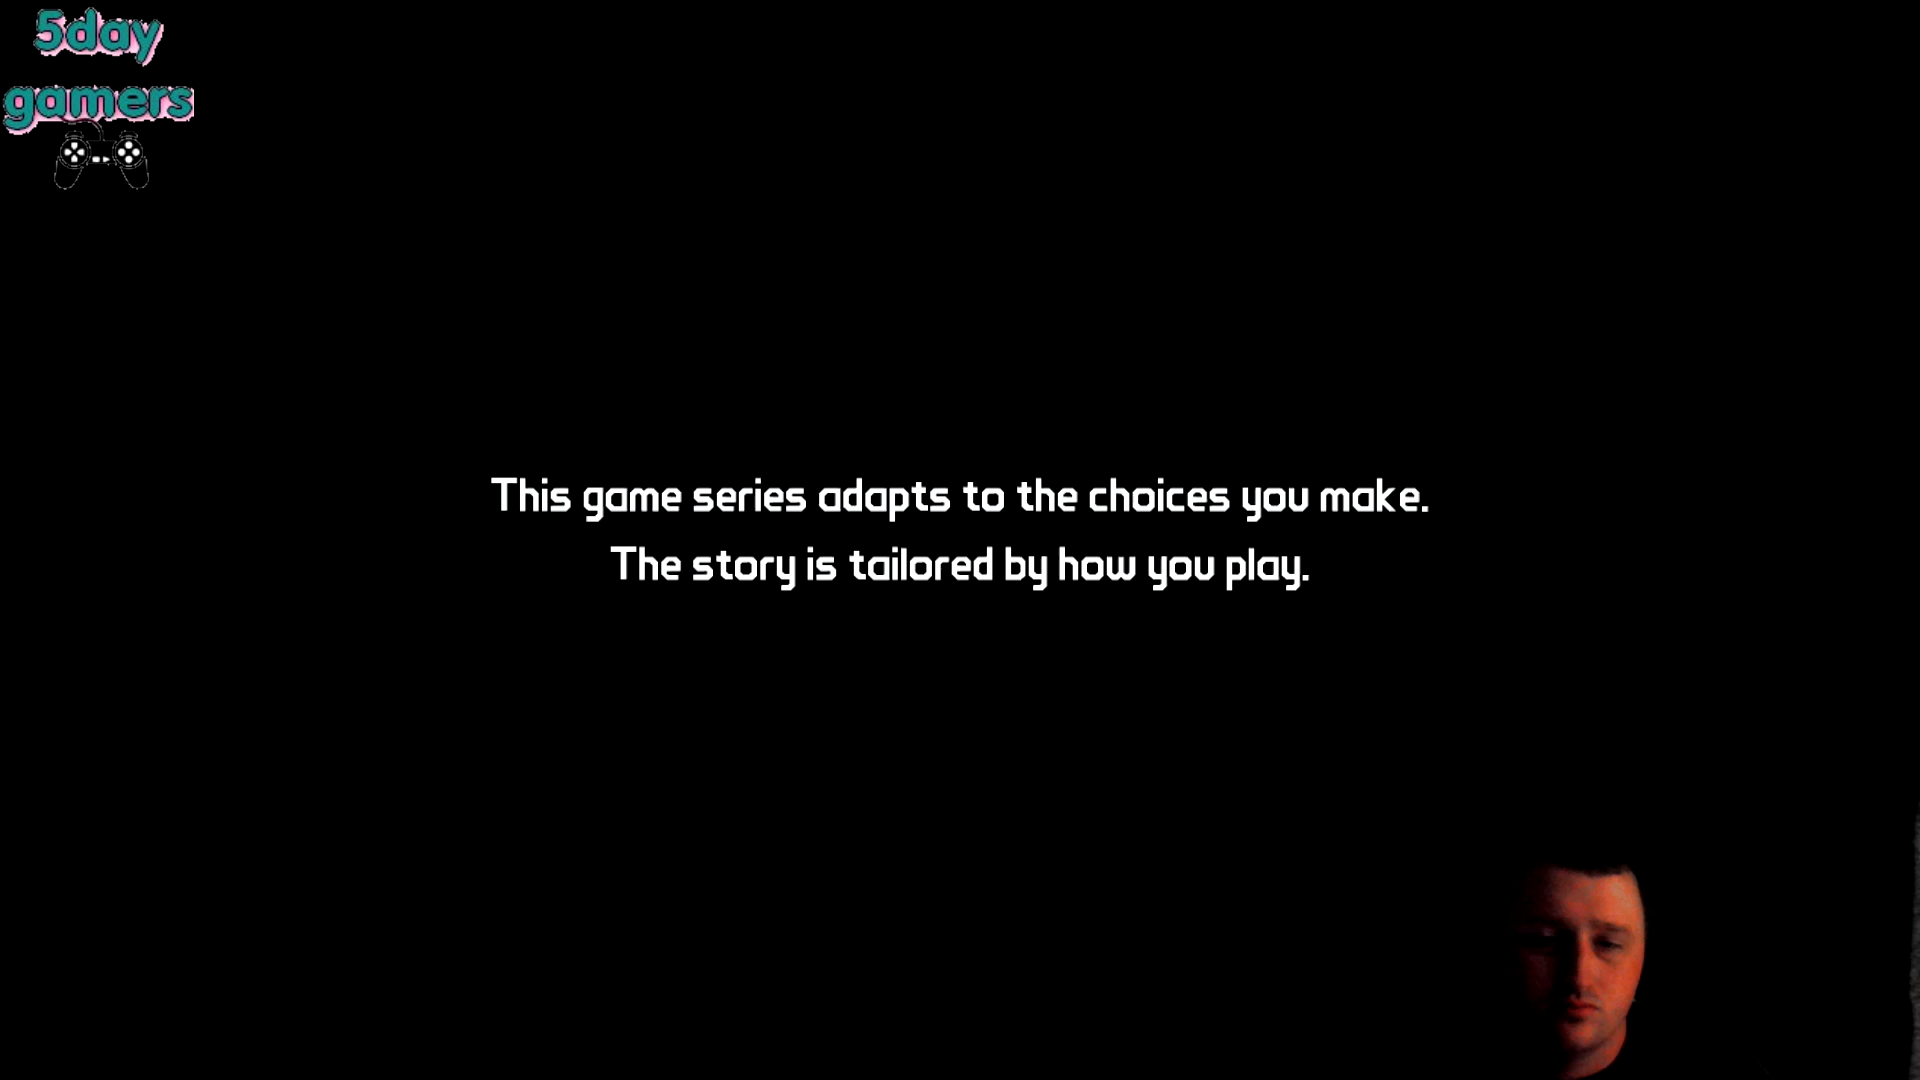 5day
gamers
This game series adapts to the choices you make.
The story is tailored by how you play.